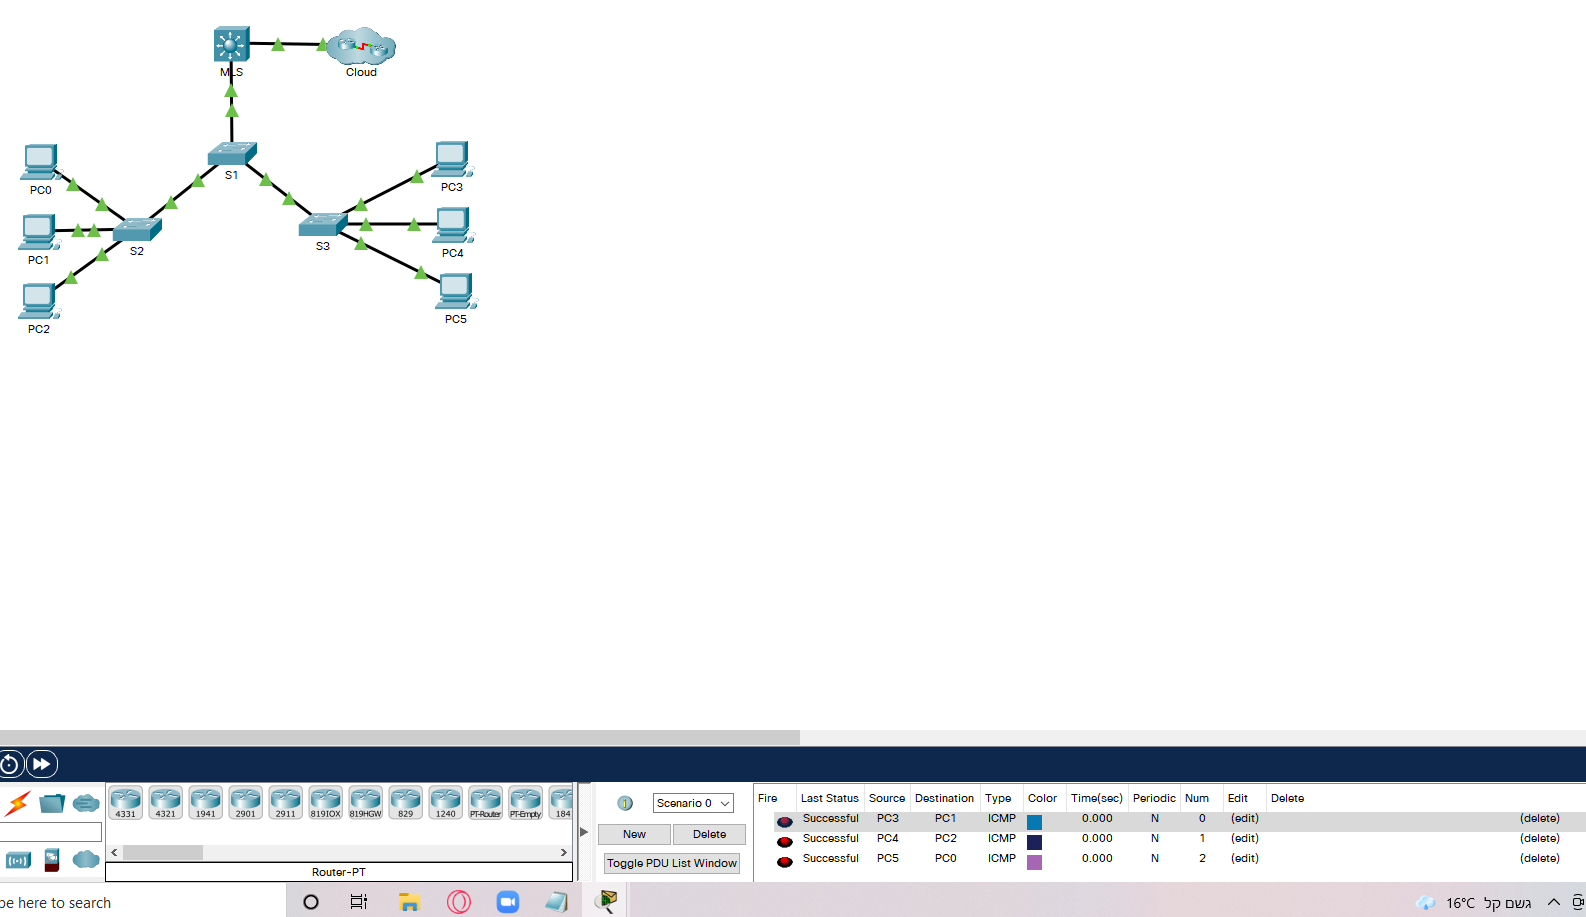 MLS
Cloud
S1
PC0
PC3
PC1
S2
S3
PC4
PC2
PC5
4331 4321 1941 2901 2911 819IOX 819HGW 829 1240 PT-Router PT-Empty 184
Router-PT
Scenario 0
New Delete
Toggle PDU List Window
Fire Last Status Source Destination Type Color Time(sec) Periodic Num Edit Delete
Successful PC3 PC1 ICMP 0.000 N 0 (edit) (delete)
Successful PC4 PC2 ICMP 0.000 N 1 (edit) (delete)
Successful PC5 PC0 ICMP 0.000 N 2 (edit) (delete)
pe here to search
16°C גשם קל